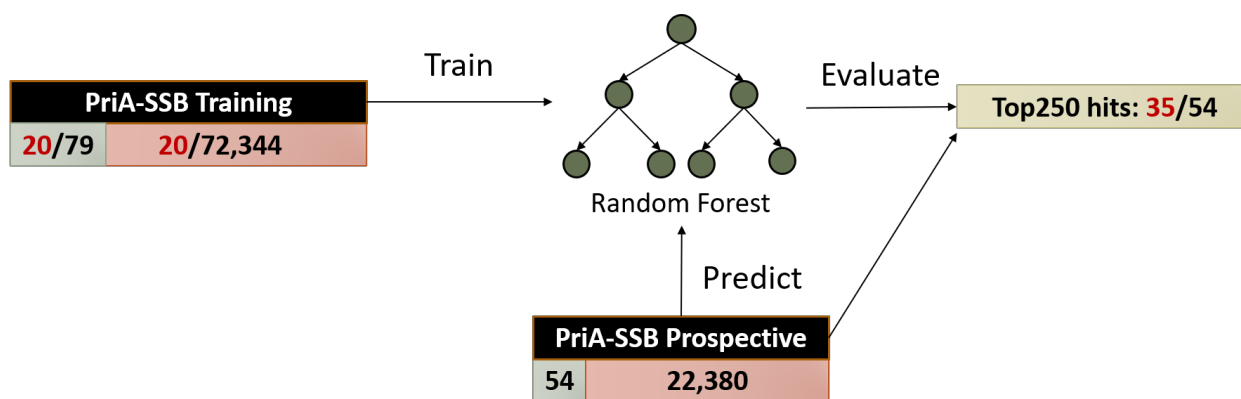 Train
Evaluate
PriA-SSB Training
20/79 20/72,344
Top250 hits: 35/54
Random Forest
Predict
PriA-SSB Prospective
54 22,380